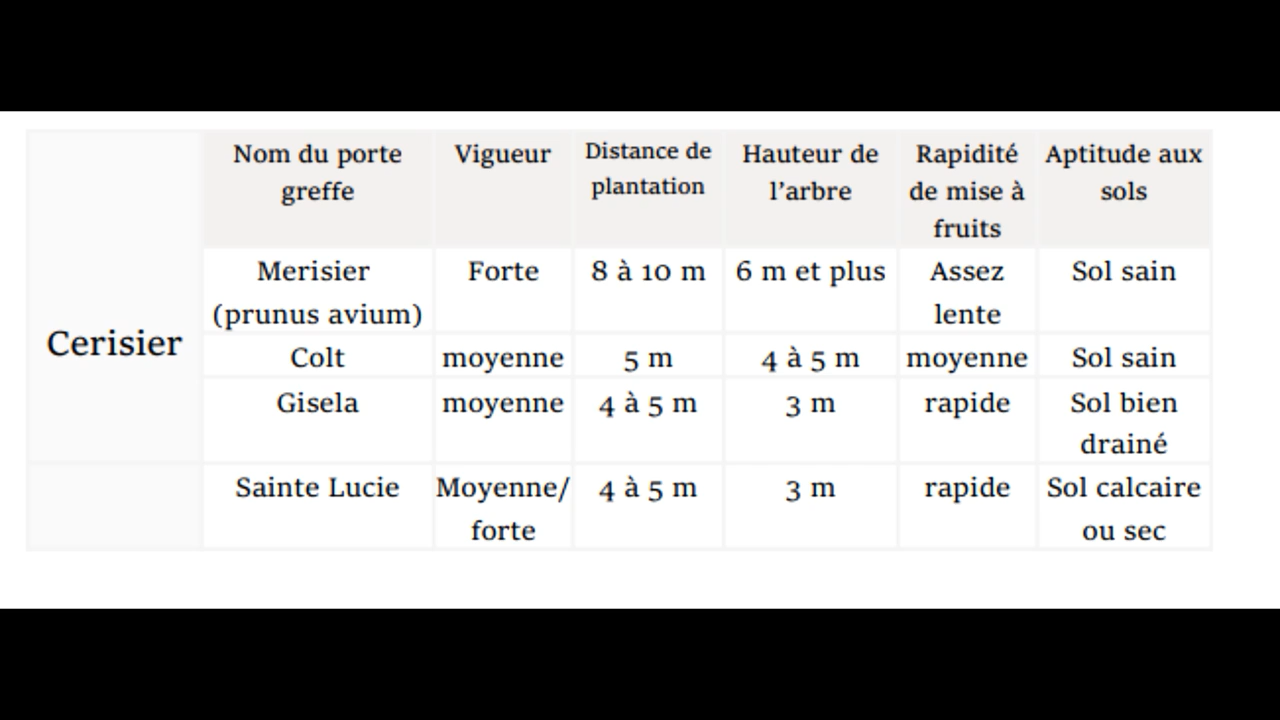 Nom du porte greffe Vigueur Distance de plantation Hauteur de l'arbre Rapidité de mise à fruits Aptitude aux sols
Cerisier
Merisier (prunus avium) Forte 8 à 10 m 6 m et plus Assez lente Sol sain
Colt moyenne 5 m 4 à 5 m moyenne Sol sain
Gisela moyenne 4 à 5 m 3 m rapide Sol bien drainé
Sainte Lucie Moyenne/ forte 4 à 5 m 3 m rapide Sol calcaire ou sec